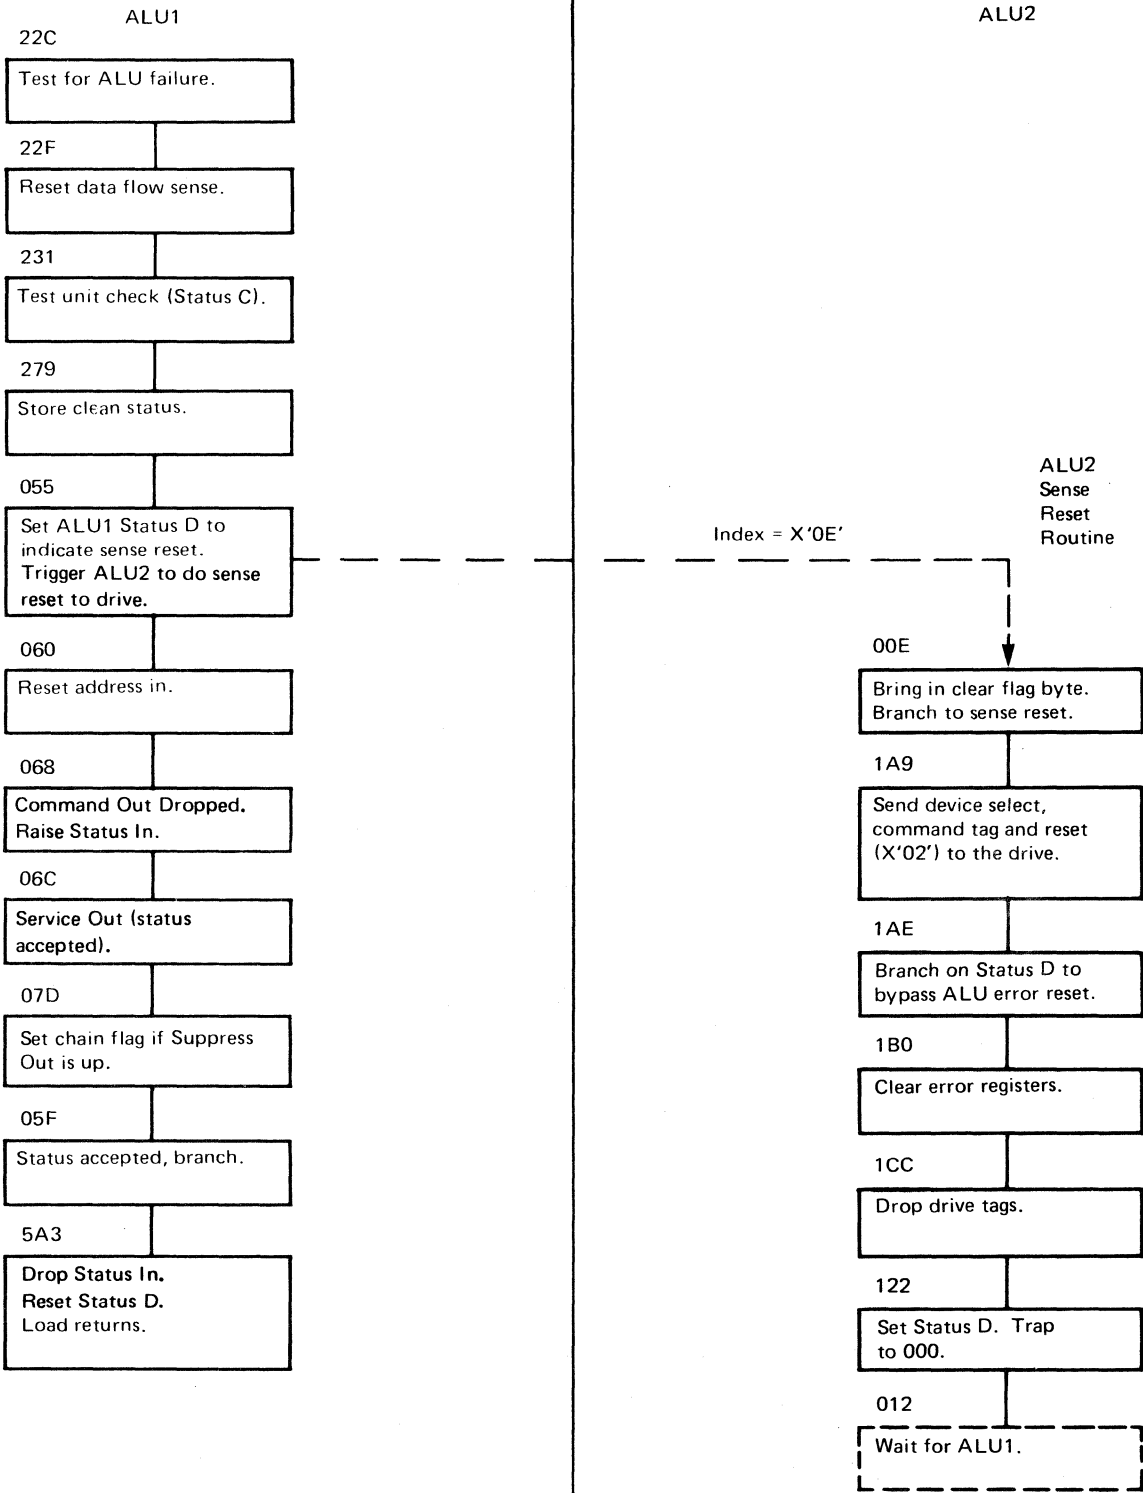 ALU1
22C
Test for ALU failure.
22F
Reset data flow sense.
231
Test unit check (Status C).
279
Store clean status.
055
Set ALU1 Status D to
indicate sense reset.
Trigger ALU2 to do sense
reset to drive.
060
Reset address in.
068
Command Out Dropped.
Raise Status In.
06C
Service Out (status
accepted).
07D
Set chain flag if Suppress
Out is up.
05F
Status accepted, branch.
5A3
Drop Status In.
Reset Status D.
Load returns.
Index = X'0E'
ALU2
ALU2
Sense
Reset
Routine
00E
Bring in clear flag byte.
Branch to sense reset.
1A9
Send device select,
command tag and reset
(X'02') to the drive.
1AE
Branch on Status D to
bypass ALU error reset.
1B0
Clear error registers.
1CC
Drop drive tags.
122
Set Status D. Trap
to 000.
012
Wait for ALU1.